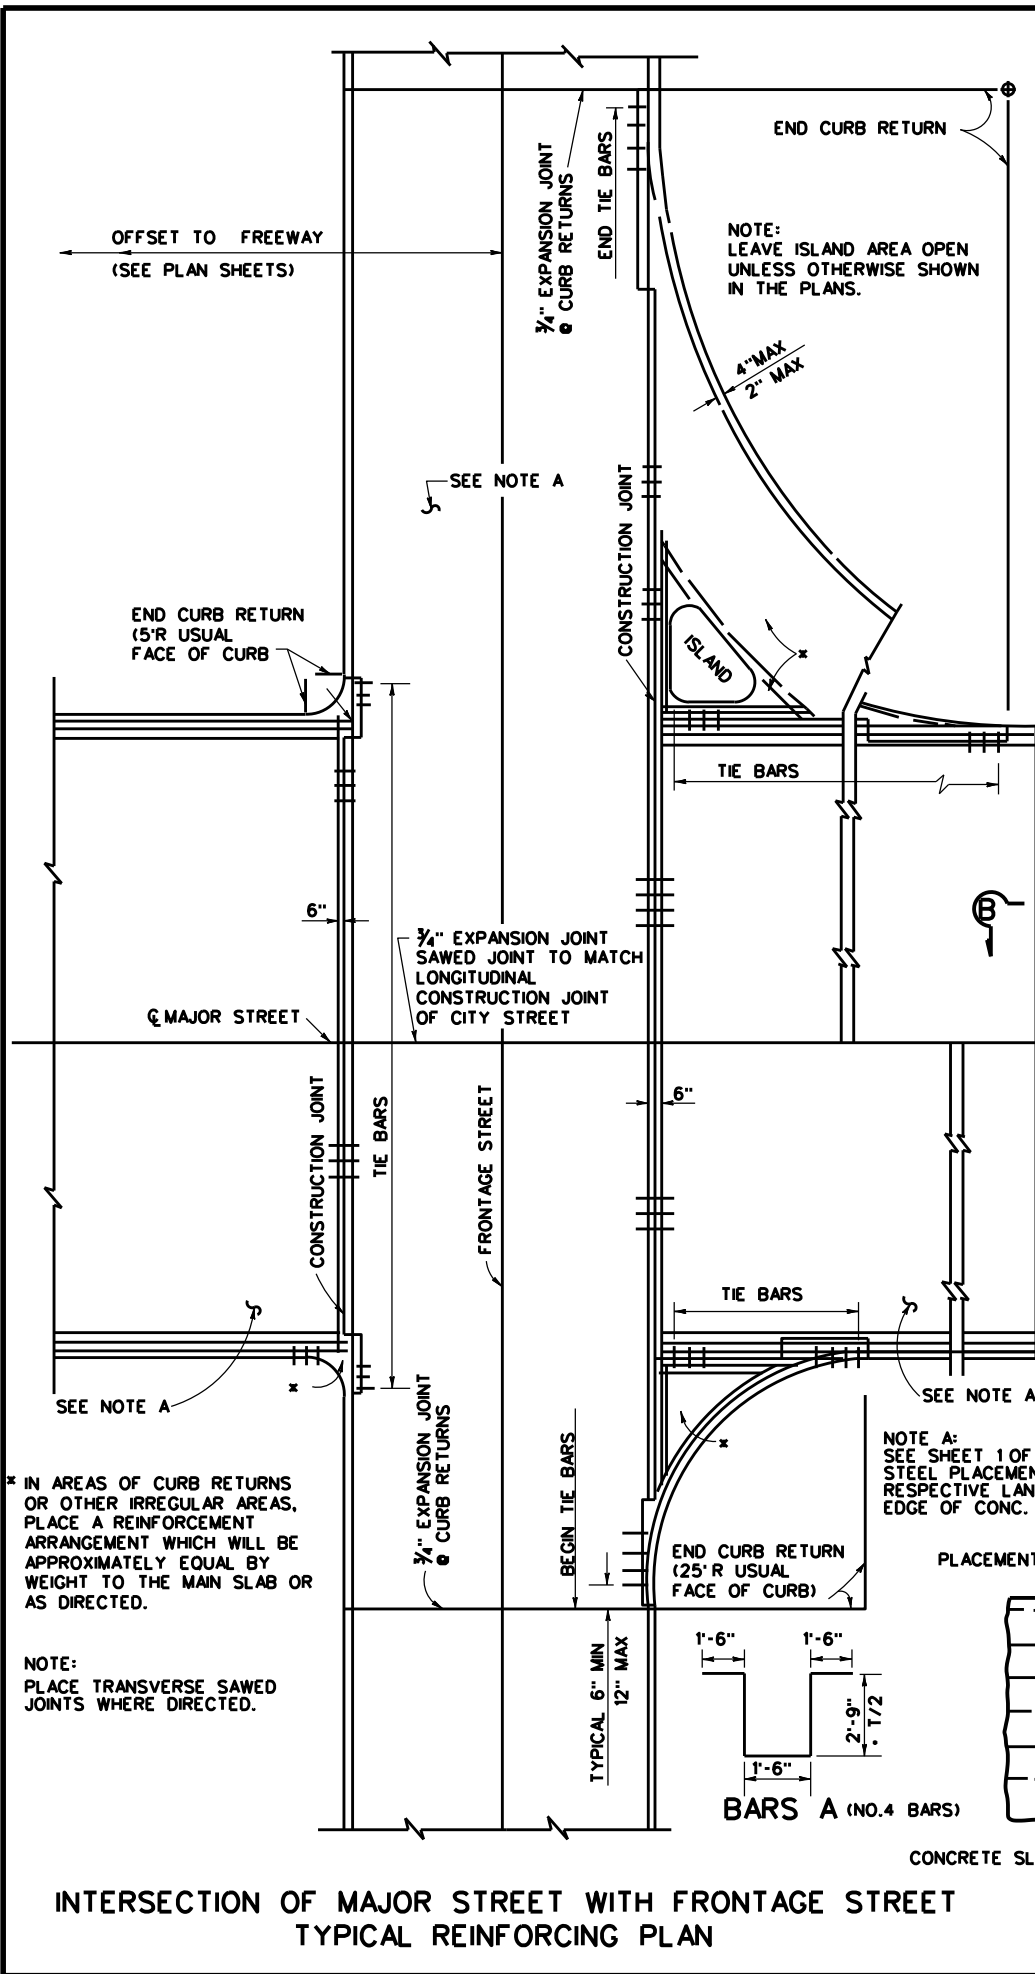 END CURB RETURN
3/4" EXPANSION JOINT
@ CURB RETURNS
END TIE BARS
OFFSET TO FREEWAY
(SEE PLAN SHEETS)
NOTE:
LEAVE ISLAND AREA OPEN
UNLESS OTHERWISE SHOWN
IN THE PLANS.
4" MAX
2" MAX
SEE NOTE A
CONSTRUCTION JOINT
END CURB RETURN
(5'R USUAL
FACE OF CURB
ISLAND
*
TIE BARS
6"
B
3/4" EXPANSION JOINT
SAWED JOINT TO MATCH
LONGITUDINAL
CONSTRUCTION JOINT
OF CITY STREET
℄ MAJOR STREET
CONSTRUCTION JOINT
TIE BARS
FRONTAGE STREET
6"
TIE BARS
SEE NOTE A
*
3/4" EXPANSION JOINT
@ CURB RETURNS
BEGIN TIE BARS
*
SEE NOTE A
NOTE A:
SEE SHEET 1 OF
STEEL PLACEMEN
RESPECTIVE LAN
EDGE OF CONC.
* IN AREAS OF CURB RETURNS
OR OTHER IRREGULAR AREAS,
PLACE A REINFORCEMENT
ARRANGEMENT WHICH WILL BE
APPROXIMATELY EQUAL BY
WEIGHT TO THE MAIN SLAB OR
AS DIRECTED.
END CURB RETURN
(25' R USUAL
FACE OF CURB)
PLACEMENT
NOTE:
PLACE TRANSVERSE SAWED
JOINTS WHERE DIRECTED.
TYPICAL 6" MIN
12" MAX
1'-6"
1'-6"
2'-9"
• T/2
1'-6"
BARS A (NO.4 BARS)
CONCRETE SL
INTERSECTION OF MAJOR STREET WITH FRONTAGE STREET
TYPICAL REINFORCING PLAN